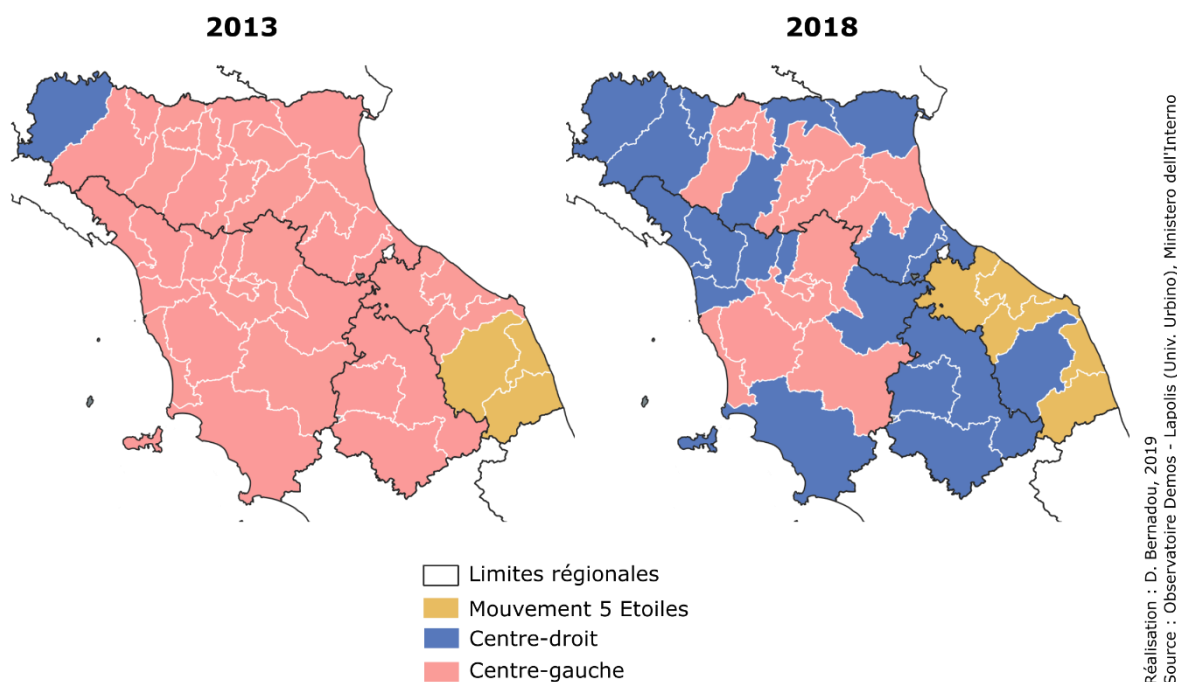 2013
2018
Limites régionales
Mouvement 5 Etoiles
Centre-droit
Centre-gauche
Réalisation : D. Bernadou, 2019
Source : Observatoire Demos - Lapolis (Univ. Urbino), Ministero dell'Interno